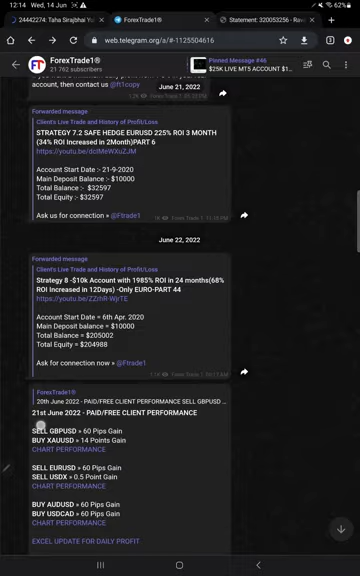 12:14
14%
24442274: Taha Sirajbhai Vo
Telegram
ForexTrade1®
Statement: 320053256 - Rava
web.telegram.org/a/#-1125504616
ForexTrade1®
21 762 subscribers
Pinned Message #46
$25K LIVE MT5 ACCOUNT $1...
account, then contact us @ft1copy
June 21, 2022
Forwarded message
Client's Live Trade and History of Profit/Loss
STRATEGY 7.2 SAFE HEDGE EURUSD 225% ROI 3 MONTH
(34% ROI Increased in 2Month)PART 6
https://youtu.be/dcIMeWXuZJM
Account Start Date :- 21-9-2020
Main Deposit Balance :- $10000
Total Balance :- $32597
Total Equity :- $32597
Ask us for connection » @Ftrade1
June 22, 2022
Forwarded message
Client's Live Trade and History of Profit/Loss
Strategy 8 -$10k Account with 1985% ROI in 24 months(68%
ROI Increased in 12Days) -Only EURO-PART 44
https://youtu.be/ZZrhR-WjrTE
Account Start Date = 6th Apr. 2020
Main Deposit balance = $10000
Total Balance = $205002
Total Equity = $204988
Ask for connection now » @Ftrade1
ForexTrade1®
20th June 2022 - PAID/FREE CLIENT PERFORMANCE SELL GBPUSD » ...
21st June 2022 - PAID/FREE CLIENT PERFORMANCE
SELL GBPUSD » 60 Pips Gain
BUY XAUUSD » 14 Points Gain
CHART PERFORMANCE
SELL EURUSD » 60 Pips Gain
SELL USDX » 0.5 Point Gain
CHART PERFORMANCE
BUY AUDUSD » 60 Pips Gain
BUY USDCAD » 60 Pips Gain
CHART PERFORMANCE
EXCEL UPDATE FOR DAILY PROFIT